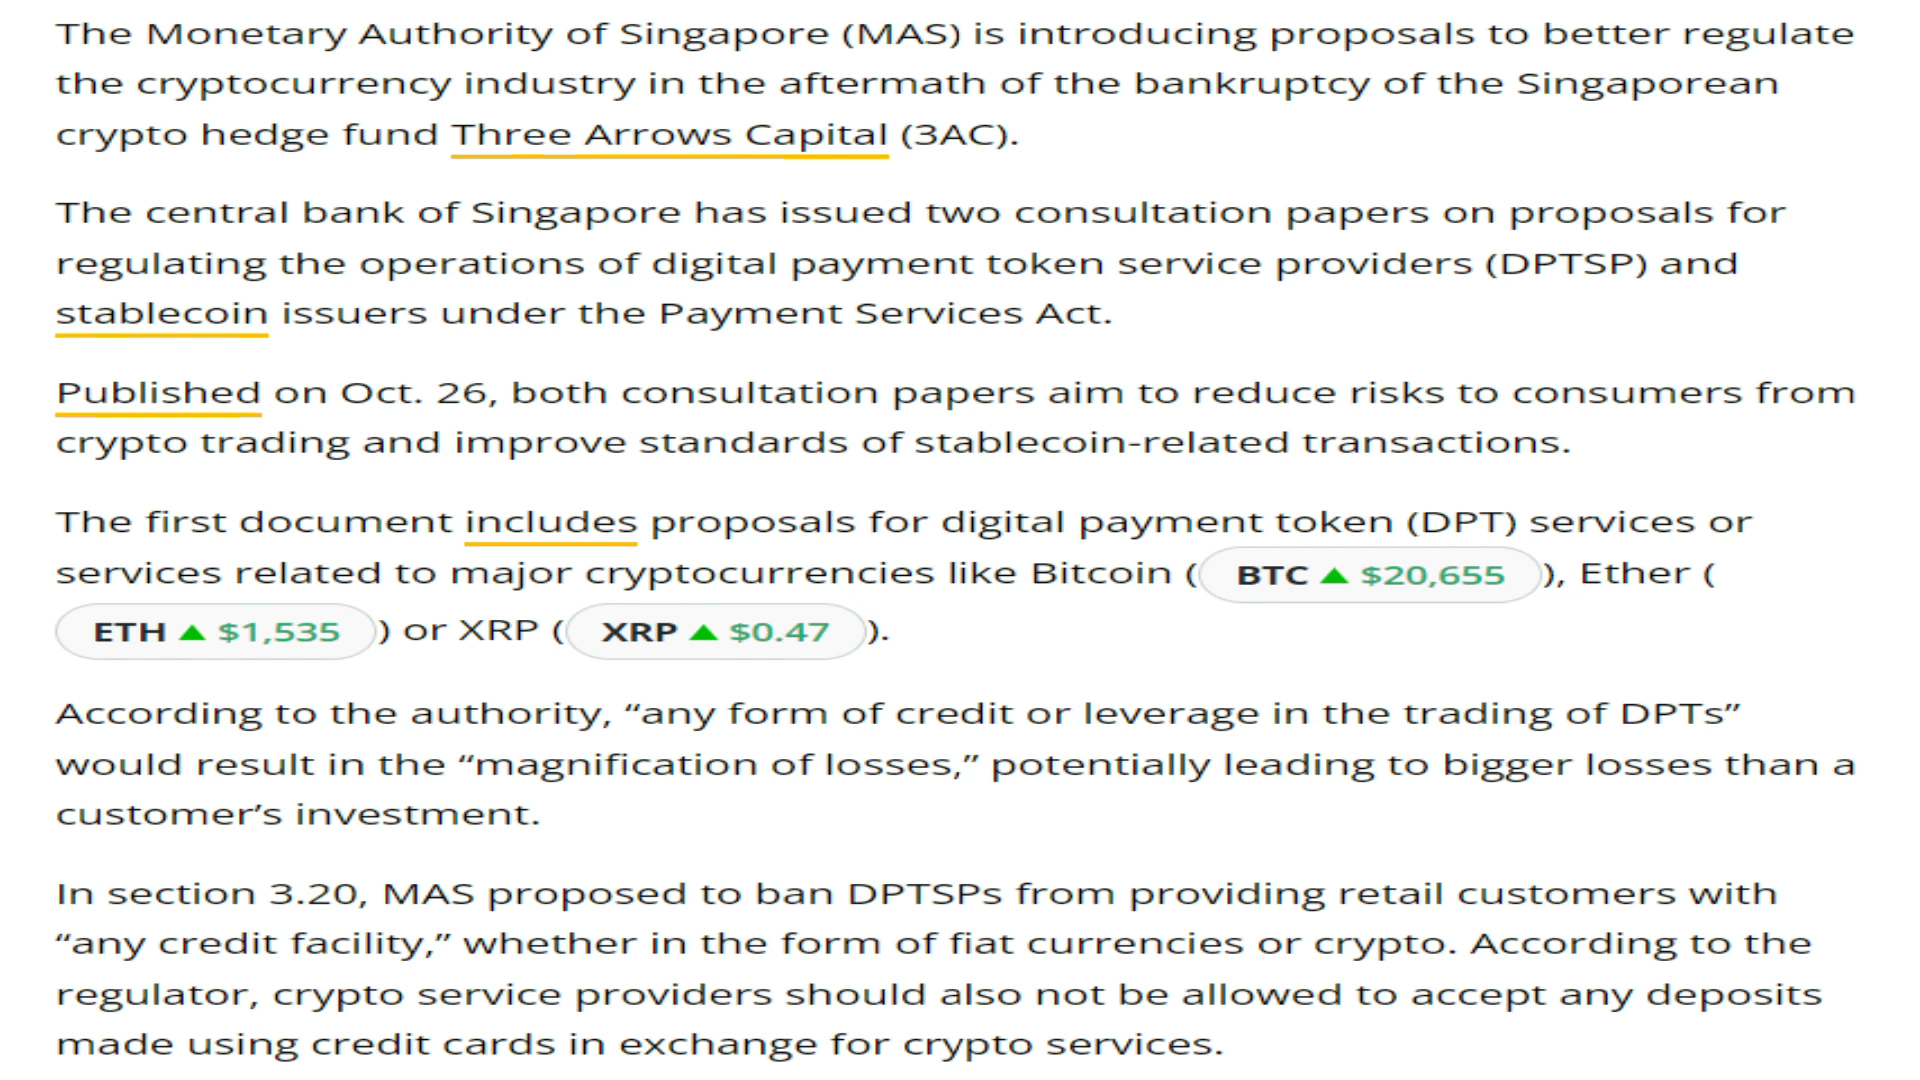 The Monetary Authority of Singapore (MAS) is introducing proposals to better regulate
the cryptocurrency industry in the aftermath of the bankruptcy of the Singaporean
crypto hedge fund Three Arrows Capital (3AC).
The central bank of Singapore has issued two consultation papers on proposals for
regulating the operations of digital payment token service providers (DPTSP) and
stablecoin issuers under the Payment Services Act.
Published on Oct. 26, both consultation papers aim to reduce risks to consumers from
crypto trading and improve standards of stablecoin-related transactions.
The first document includes proposals for digital payment token (DPT) services or
services related to major cryptocurrencies like Bitcoin ( BTC ▲ $20,655 ), Ether (
ETH ▲ $1,535 ) or XRP ( XRP ▲ $0.47 ).
According to the authority, “any form of credit or leverage in the trading of DPTs”
would result in the “magnification of losses,” potentially leading to bigger losses than a
customer’s investment.
In section 3.20, MAS proposed to ban DPTSPs from providing retail customers with
“any credit facility,” whether in the form of fiat currencies or crypto. According to the
regulator, crypto service providers should also not be allowed to accept any deposits
made using credit cards in exchange for crypto services.